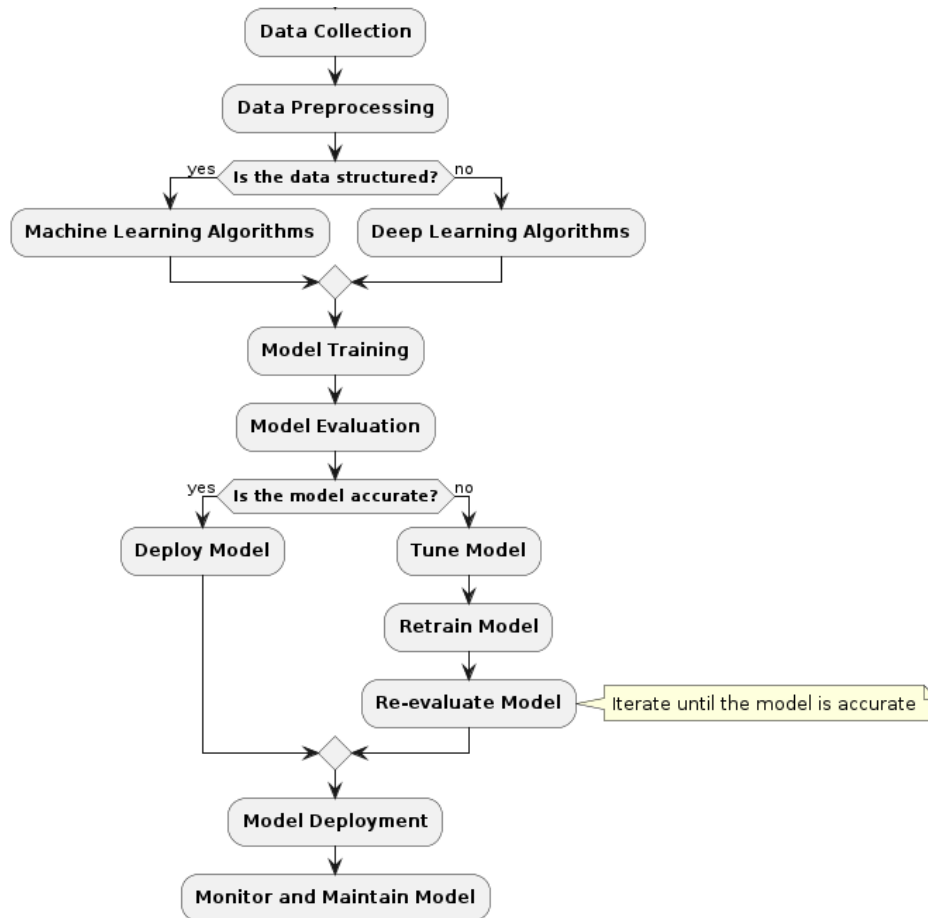 Data Collection
Data Preprocessing
yes
Is the data structured?
no
Machine Learning Algorithms
Deep Learning Algorithms
Model Training
Model Evaluation
yes
Is the model accurate?
no
Deploy Model
Tune Model
Retrain Model
Re-evaluate Model
Iterate until the model is accurate
Model Deployment
Monitor and Maintain Model